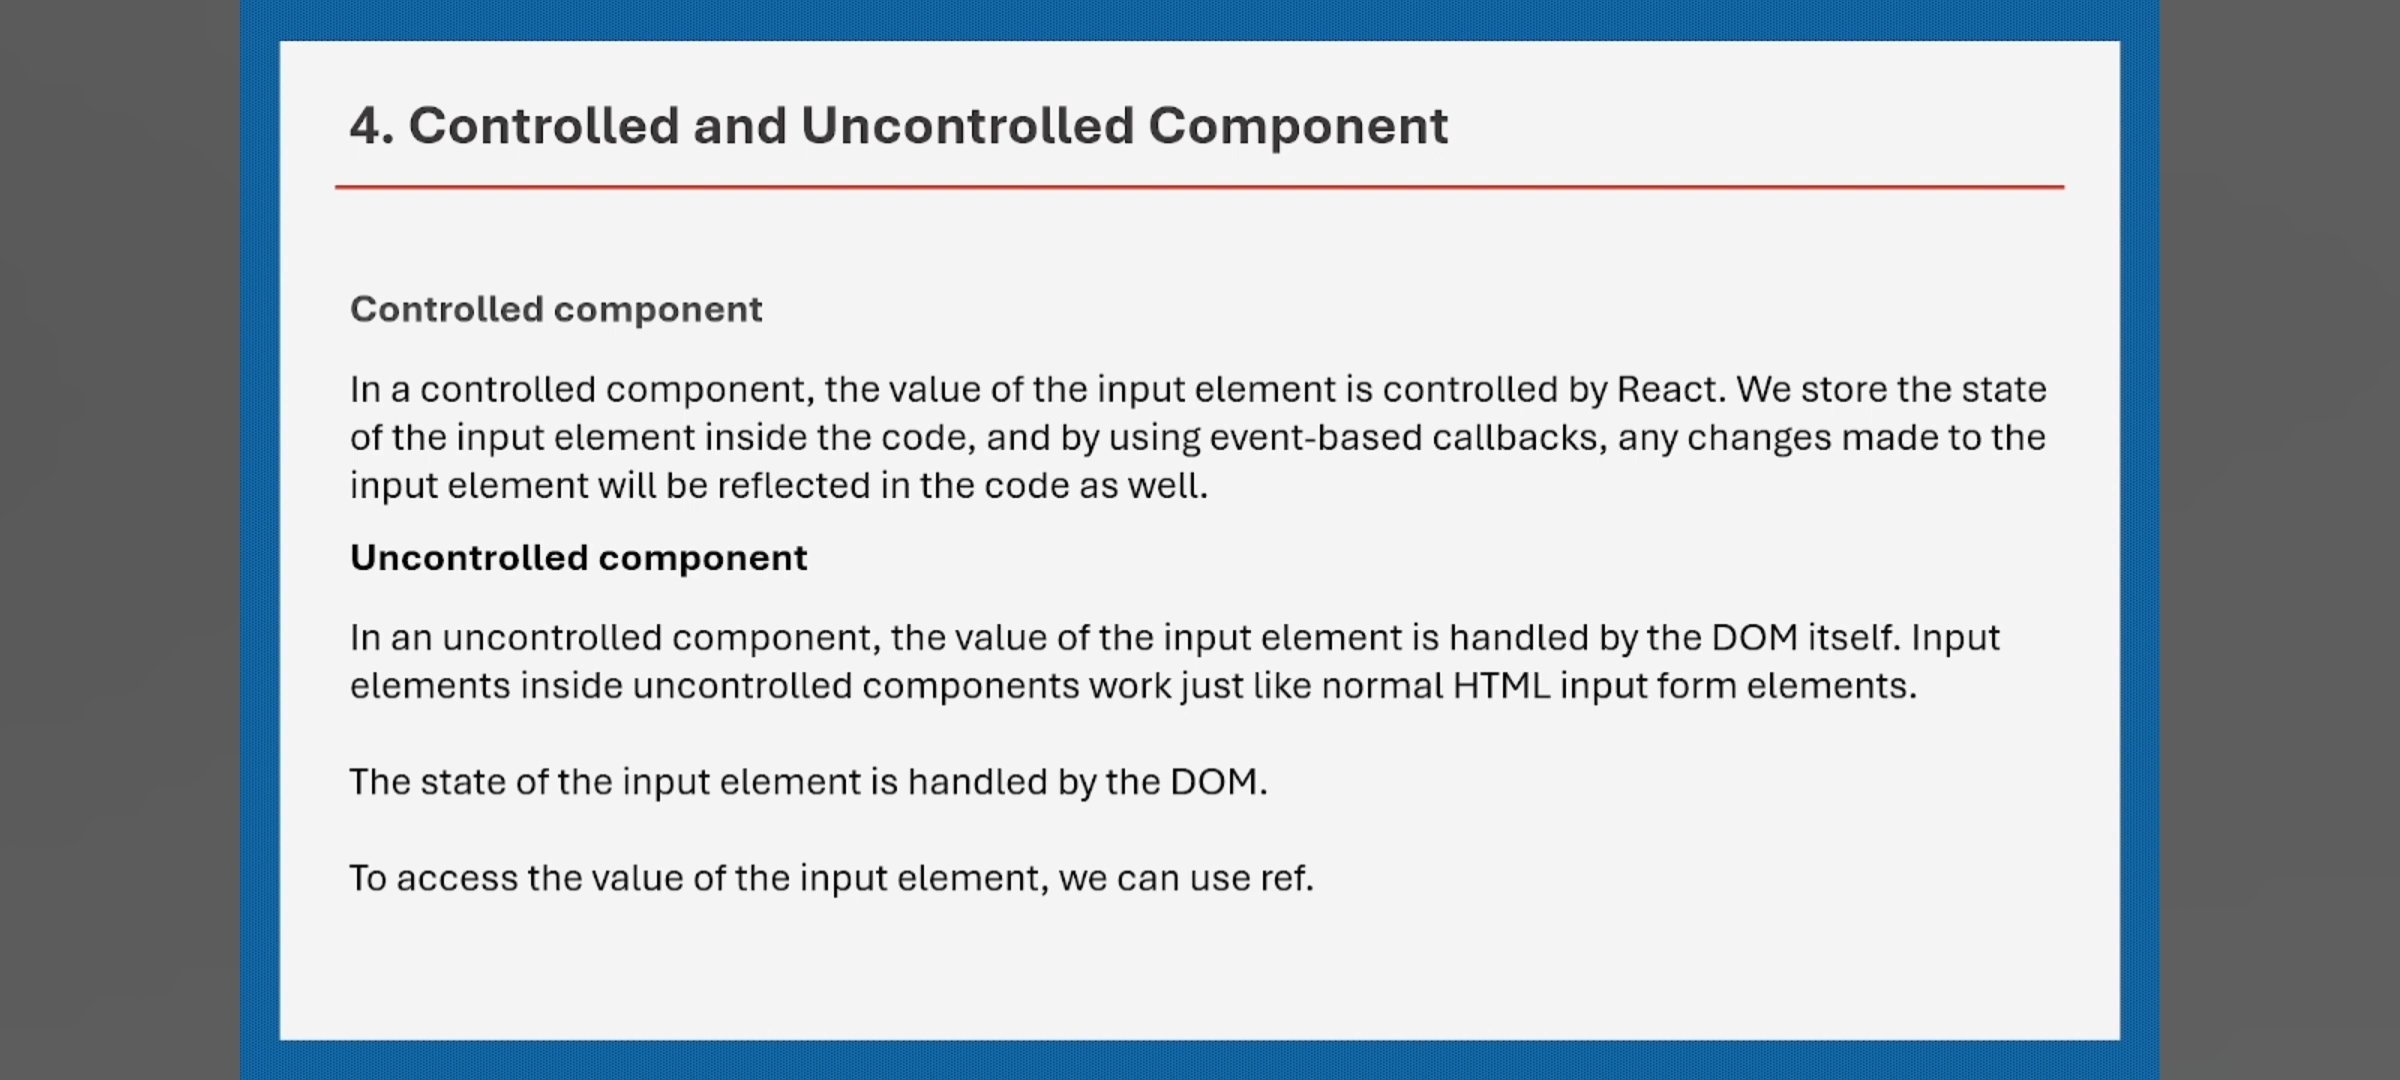 4. Controlled and Uncontrolled Component
Controlled component
In a controlled component, the value of the input element is controlled by React. We store the state
of the input element inside the code, and by using event-based callbacks, any changes made to the
input element will be reflected in the code as well.
Uncontrolled component
In an uncontrolled component, the value of the input element is handled by the DOM itself. Input
elements inside uncontrolled components work just like normal HTML input form elements.
The state of the input element is handled by the DOM.
To access the value of the input element, we can use ref.